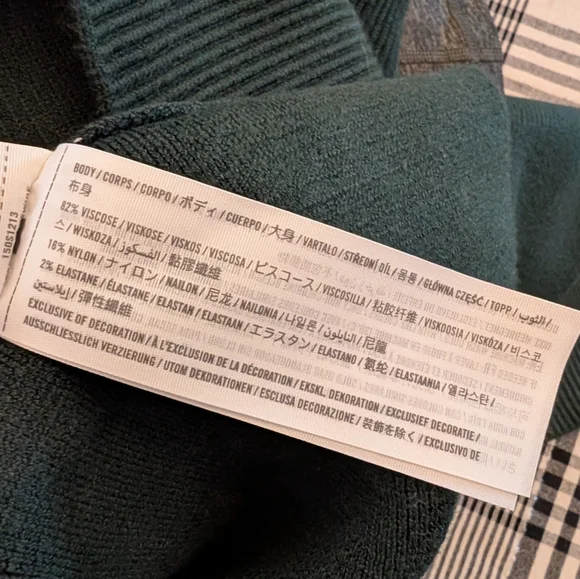 150S1213
BODY / CORPS / CORPO / ボディ / CUERPO / 大身 / VARTALO / STŘEDNÍ DÍL / 몸통 / GŁÓWNA CZĘŚĆ / TOPP / الثوب /
布身
82% VISCOSE / VISKOSE / VISKOS / VISCOSA / ビスコース / VISCOSILLA / 粘胶纤维 / VISKOOSIA / VISKÓZA / 비스코
스 / WISKOZA / الفسكوز / 黏膠纖維
16% NYLON / ナイロン / NAILON / 尼龙 / NAILONIA / 나일론 / النايلون / 尼龍
2% ELASTANE / ÉLASTANE / ELASTAN / ELASTAAN / エラスタン / ELASTANO / 氨纶 / ELASTAANIA / 엘라스탄 /
إيلاستين / 彈性纖維
EXCLUSIVE OF DECORATION / À L'EXCLUSION DE LA DÉCORATION / EKSKL. DEKORATION / EXCLUSIEF DECORATIE /
AUSSCHLIESSLICH VERZIERUNG / UTOM DEKORATIONEN / ESCLUSA DECORAZIONE / 装飾を除く / EXCLUSIVO DE